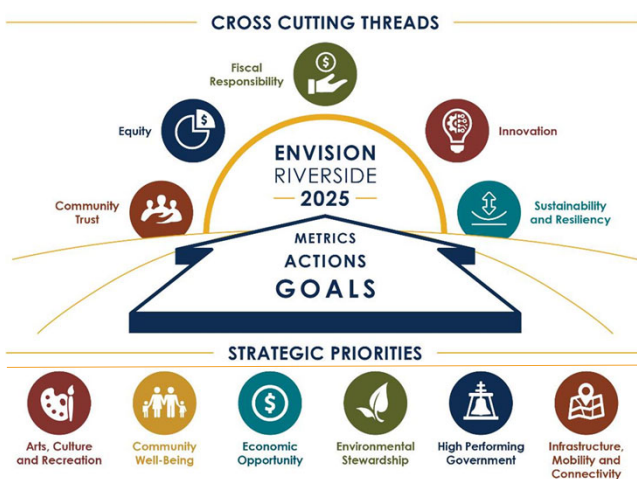 CROSS CUTTING THREADS
Fiscal
Responsibility
$
Equity
$
Innovation
Community
Trust
Sustainability
and Resiliency
ENVISION
RIVERSIDE
2025
METRICS
ACTIONS
GOALS
STRATEGIC PRIORITIES
$
Arts, Culture
and Recreation
Community
Well-Being
Economic
Opportunity
Environmental
Stewardship
High Performing
Government
Infrastructure,
Mobility and
Connectivity